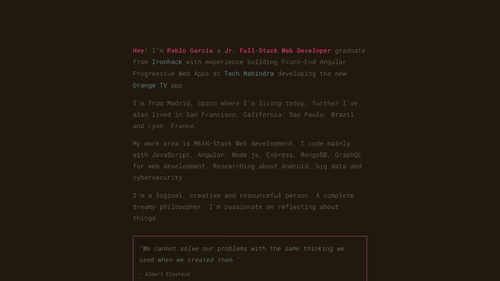 Hey! I'm Pablo García a Jr. Full-Stack Web Developer graduate
from Ironhack with experience building Front-End Angular
Progressive Web Apps at Tech Mahindra developing the new
Orange TV app.
I'm from Madrid, Spain where I'm living today, further I've
also lived in San Francisco, California, Sao Paulo, Brazil
and Lyon, France.
My work area is MEAN-Stack Web development. I code mainly
with JavaScript, Angular, Node.js, Express, MongoDB, GraphQL
for web development. Researching about Android, big data and
cybersecurity
I'm a logical, creative and resourceful person. A complete
dreamy philosopher. I'm passionate on reflecting about
things.
"We cannot solve our problems with the same thinking we
used when we created them."
- Albert Einstein